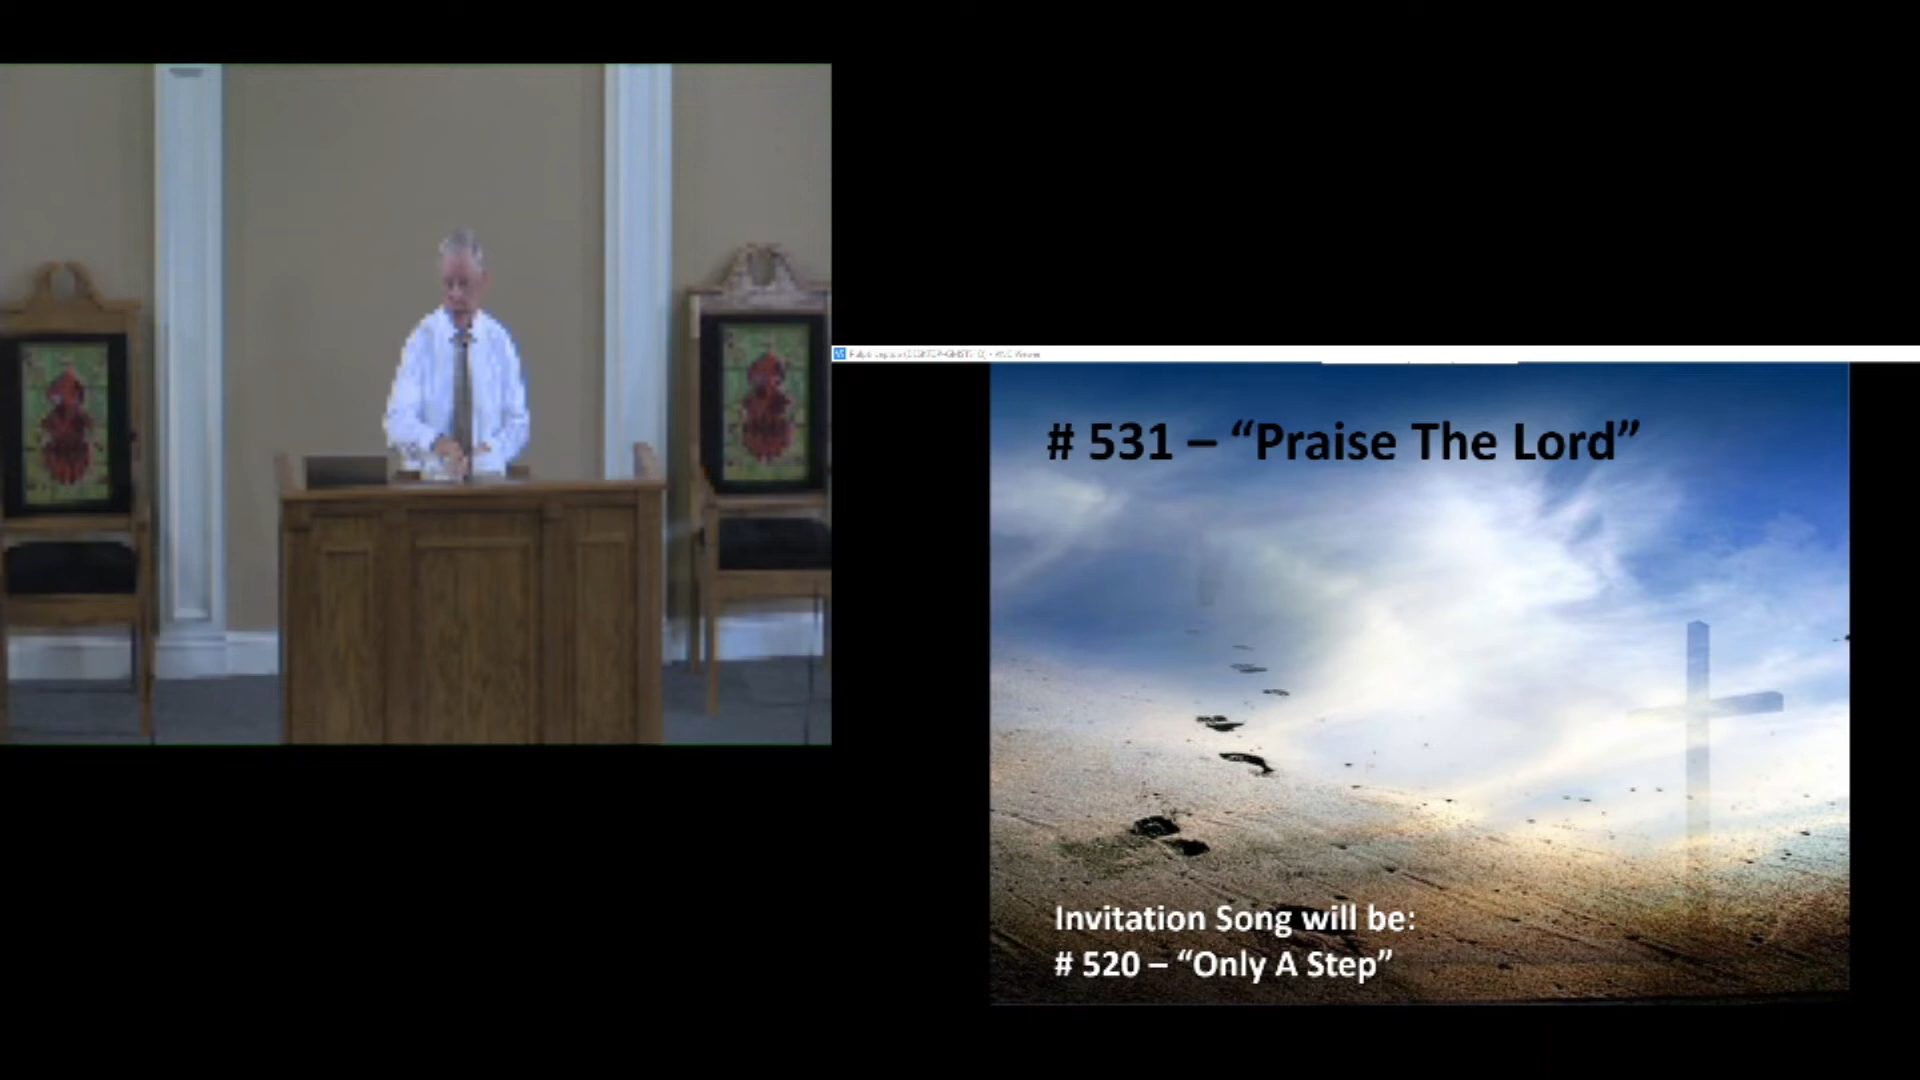 # 531 – “Praise The Lord”
Invitation Song will be:
# 520 – “Only A Step”